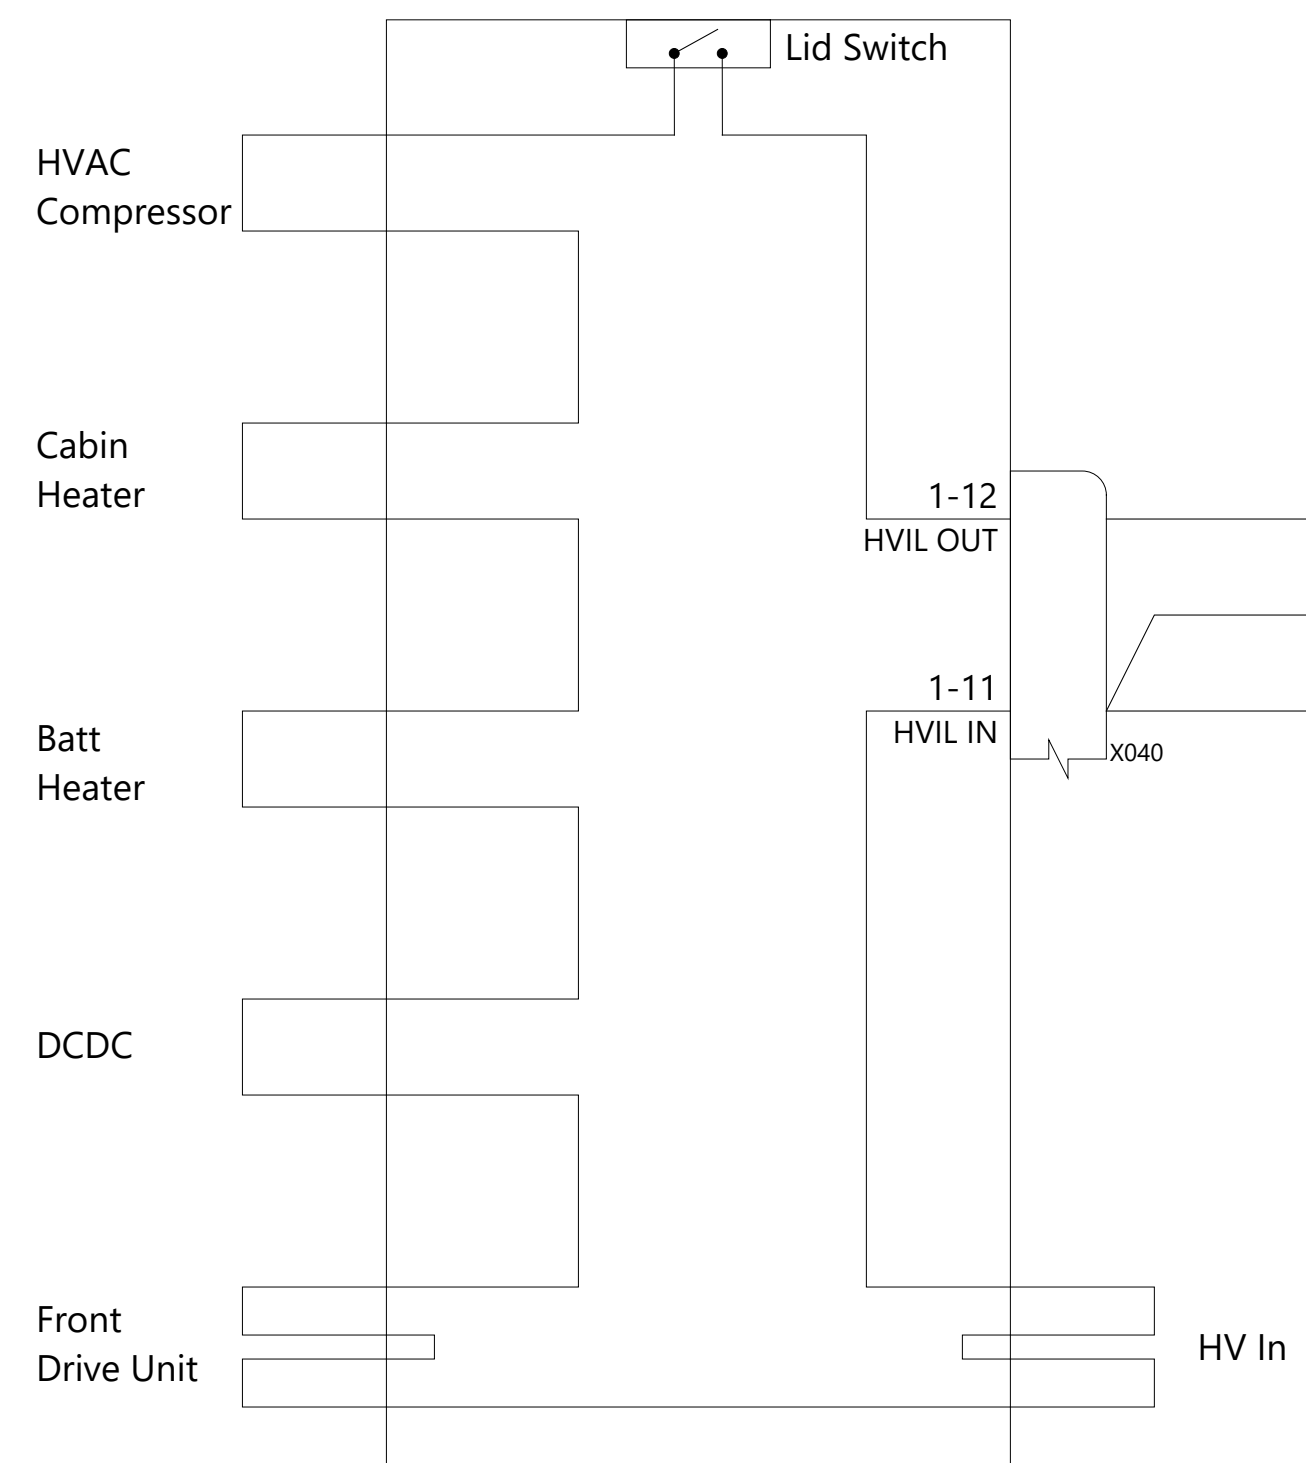 Lid Switch
HVAC
Compressor
Cabin
Heater
1-12
HVIL OUT
1-11
HVIL IN
X040
Batt
Heater
DCDC
Front
Drive Unit
HV In